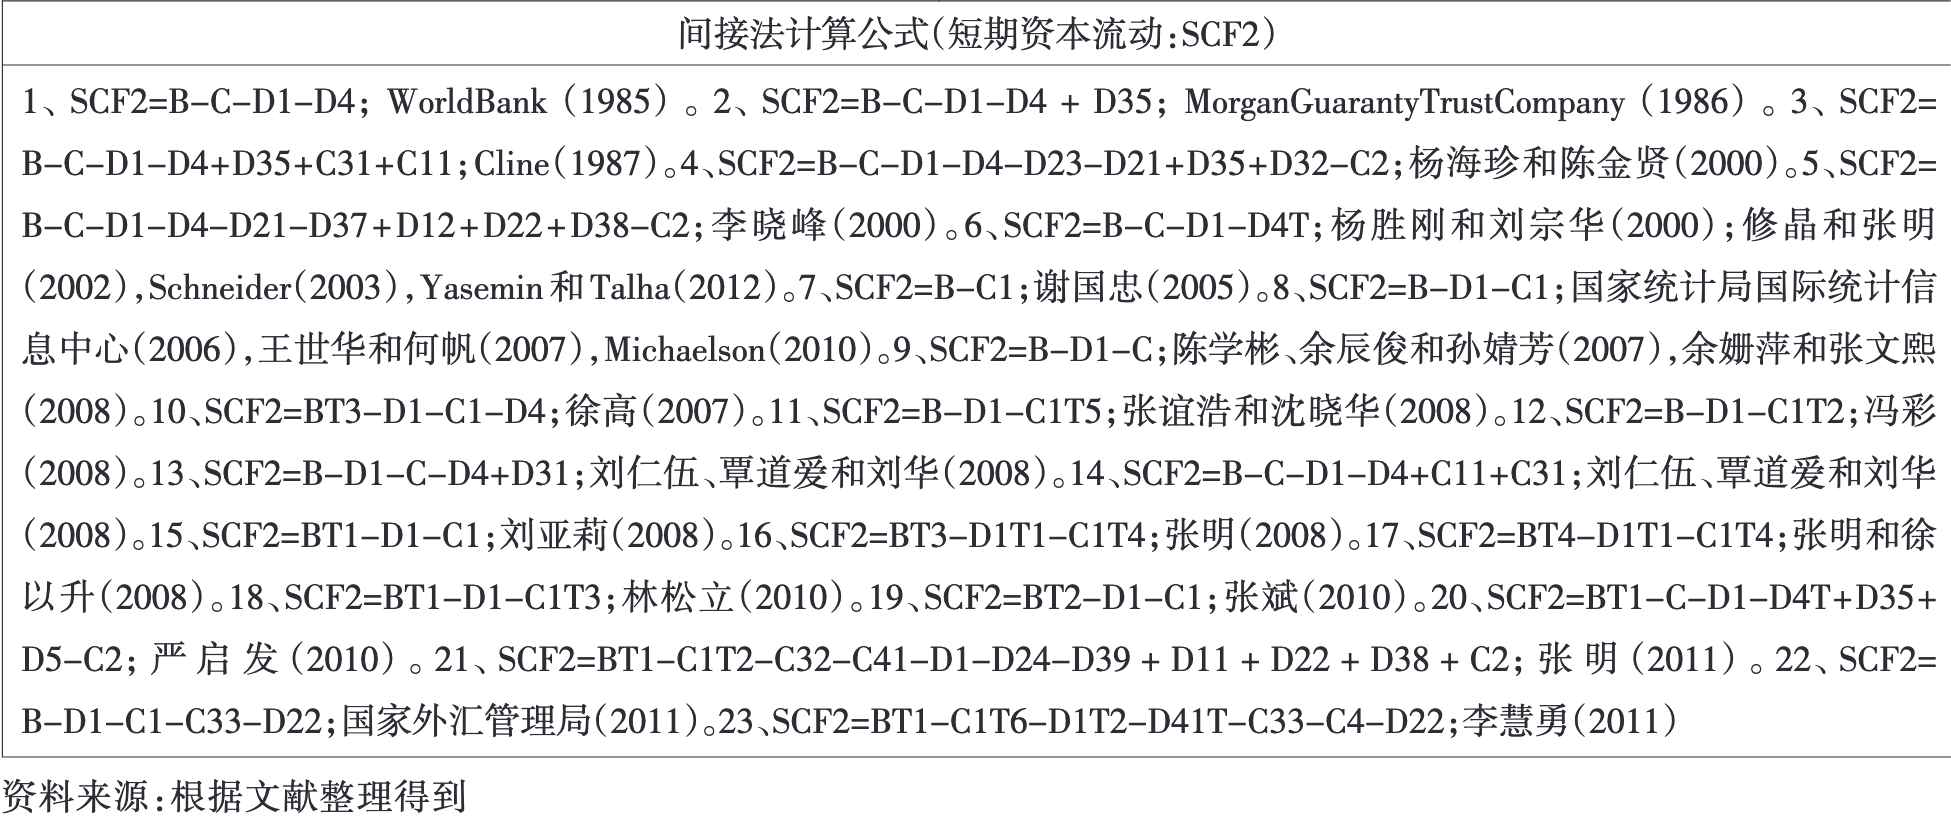 间接法计算公式(短期资本流动:SCF2)
1、SCF2=B-C-D1-D4; WorldBank (1985) 。2、SCF2=B-C-D1-D4 + D35; MorganGuarantyTrustCompany (1986) 。3、SCF2=
B-C-D1-D4+D35+C31+C11;Cline(1987)。4、SCF2=B-C-D1-D4-D23-D21+D35+D32-C2;杨海珍和陈金贤(2000)。5、SCF2=
B-C-D1-D4-D21-D37+D12+D22+D38-C2;李晓峰(2000)。6、SCF2=B-C-D1-D4T;杨胜刚和刘宗华(2000);修晶和张明
(2002),Schneider(2003),Yasemin和Talha(2012)。7、SCF2=B-C1;谢国忠(2005)。8、SCF2=B-D1-C1;国家统计局国际统计信
息中心(2006),王世华和何帆(2007),Michaelson(2010)。9、SCF2=B-D1-C;陈学彬、余辰俊和孙婧芳(2007),余姗萍和张文熙
(2008)。10、SCF2=BT3-D1-C1-D4;徐高(2007)。11、SCF2=B-D1-C1T5;张谊浩和沈晓华(2008)。12、SCF2=B-D1-C1T2;冯彩
(2008)。13、SCF2=B-D1-C-D4+D31;刘仁伍、覃道爱和刘华(2008)。14、SCF2=B-C-D1-D4+C11+C31;刘仁伍、覃道爱和刘华
(2008)。15、SCF2=BT1-D1-C1;刘亚莉(2008)。16、SCF2=BT3-D1T1-C1T4;张明(2008)。17、SCF2=BT4-D1T1-C1T4;张明和徐
以升(2008)。18、SCF2=BT1-D1-C1T3;林松立(2010)。19、SCF2=BT2-D1-C1;张斌(2010)。20、SCF2=BT1-C-D1-D4T+D35+
D5-C2; 严启发 (2010) 。21、SCF2=BT1-C1T2-C32-C41-D1-D24-D39 + D11 + D22 + D38 + C2; 张明 (2011) 。22、SCF2=
B-D1-C1-C33-D22;国家外汇管理局(2011)。23、SCF2=BT1-C1T6-D1T2-D41T-C33-C4-D22;李慧勇(2011)
资料来源:根据文献整理得到